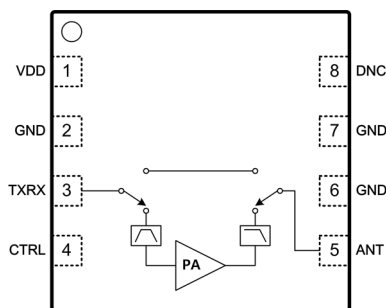 VDD 1 8 DNC
GND 2 7 GND
TXRX 3 6 GND
CTRL 4 5 ANT
PA